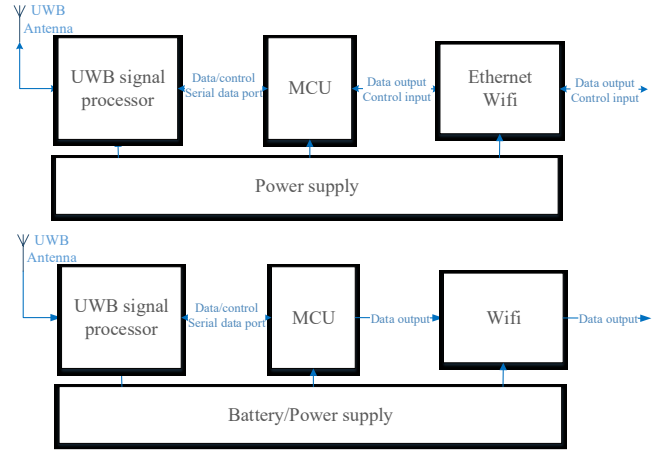 UWB
Antenna
UWB signal
processor
Data/control
Serial data port
MCU
Data output
Control input
Ethernet
Wifi
Data output
Control input
Power supply
UWB
Antenna
UWB signal
processor
Data/control
Serial data port
MCU
Data output
Wifi
Data output
Battery/Power supply